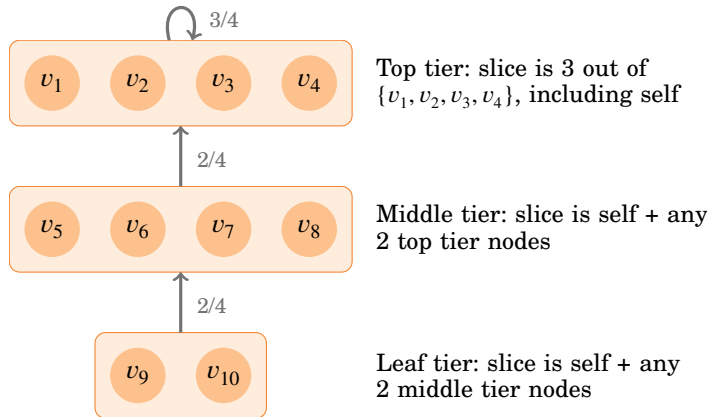 3/4
v1 v2 v3 v4
Top tier: slice is 3 out of
{v1, v2, v3, v4}, including self
2/4
v5 v6 v7 v8
Middle tier: slice is self + any
2 top tier nodes
2/4
v9 v10
Leaf tier: slice is self + any
2 middle tier nodes